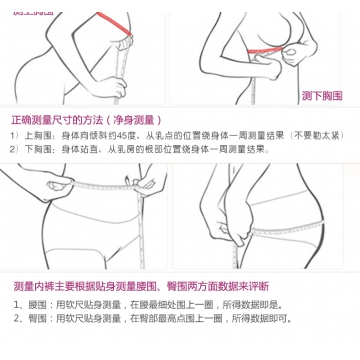 测上胸围
测下胸围
正确测量尺寸的方法（净身测量）
1）上胸围：身体前倾斜约45度，从乳点的位置绕身体一周测量结果（不要勒太紧）
2）下胸围：身体站直，从乳房的根部位置绕身体一周测量结果。
测量内裤主要根据贴身测量腰围、臀围两方面数据来评断
1、腰围：用软尺贴身测量，在腰最细处围上一圈，所得数据即是。
2、臀围：用软尺贴身测量，在臀部最高点围上一圈，所得数据即可。